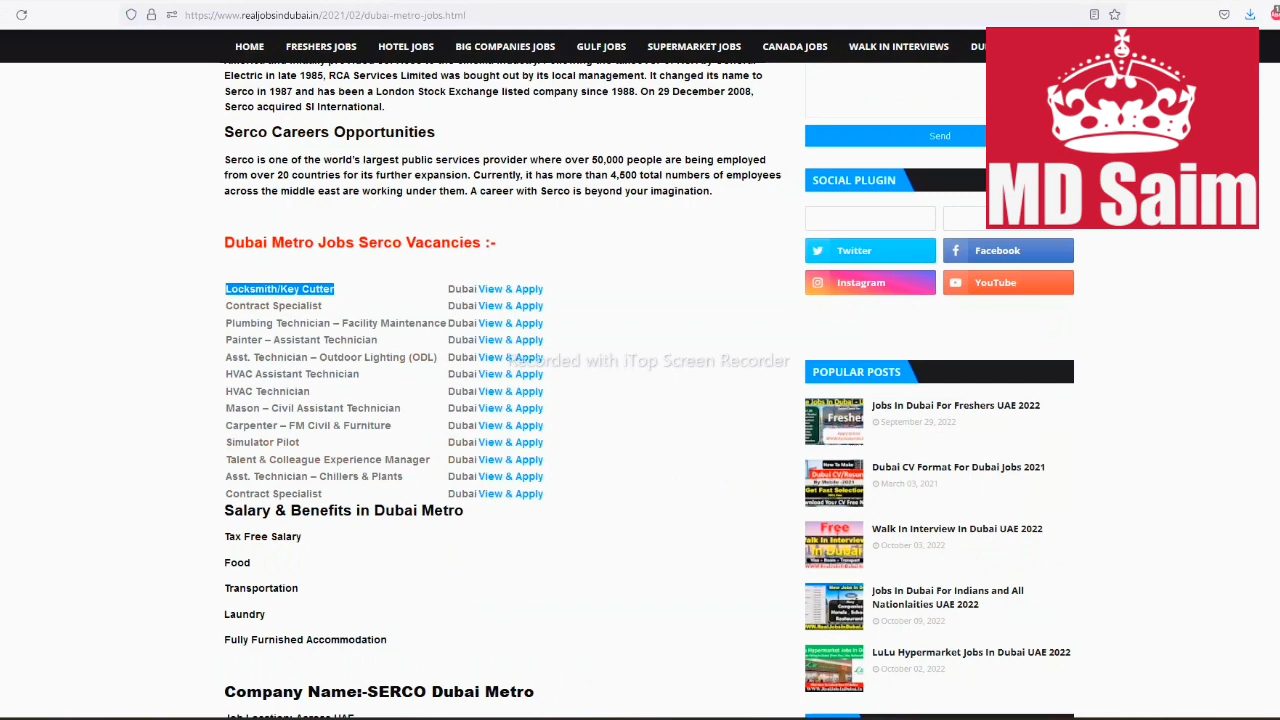 https://www.realjobsindubai.in/2021/02/dubai-metro-jobs.html
HOME FRESHERS JOBS HOTEL JOBS BIG COMPANIES JOBS GULF JOBS SUPERMARKET JOBS CANADA JOBS WALK IN INTERVIEWS
Electric in late 1985, RCA Services Limited was bought out by its local management. It changed its name to
Serco in 1987 and has been a London Stock Exchange listed company since 1988. On 29 December 2008,
Serco acquired SI International.
Serco Careers Opportunities
Serco is one of the world's largest public services provider where over 50,000 people are being employed
from over 20 countries for its further expansion. Currently, it has more than 4,500 total numbers of employees
across the middle east are working under them. A career with Serco is beyond your imagination.
Dubai Metro Jobs Serco Vacancies :-
Locksmith/Key Cutter Dubai View & Apply
Contract Specialist Dubai View & Apply
Plumbing Technician – Facility Maintenance Dubai View & Apply
Painter – Assistant Technician Dubai View & Apply
Asst. Technician – Outdoor Lighting (ODL) Dubai View & Apply
HVAC Assistant Technician Dubai View & Apply
HVAC Technician Dubai View & Apply
Mason – Civil Assistant Technician Dubai View & Apply
Carpenter – FM Civil & Furniture Dubai View & Apply
Simulator Pilot Dubai View & Apply
Talent & Colleague Experience Manager Dubai View & Apply
Asst. Technician – Chillers & Plants Dubai View & Apply
Contract Specialist Dubai View & Apply
Recorded with iTop Screen Recorder
Salary & Benefits in Dubai Metro
Tax Free Salary
Food
Transportation
Laundry
Fully Furnished Accommodation
Company Name:-SERCO Dubai Metro
Job Location: Across UAE
Send
MD Saim
SOCIAL PLUGIN
Twitter Facebook
Instagram YouTube
POPULAR POSTS
Jobs In Dubai For Freshers UAE 2022
September 29, 2022
Dubai CV Format For Dubai Jobs 2021
March 03, 2021
Walk In Interview In Dubai UAE 2022
October 03, 2022
Jobs In Dubai For Indians and All
Nationlaities UAE 2022
October 09, 2022
LuLu Hypermarket Jobs In Dubai UAE 2022
October 02, 2022